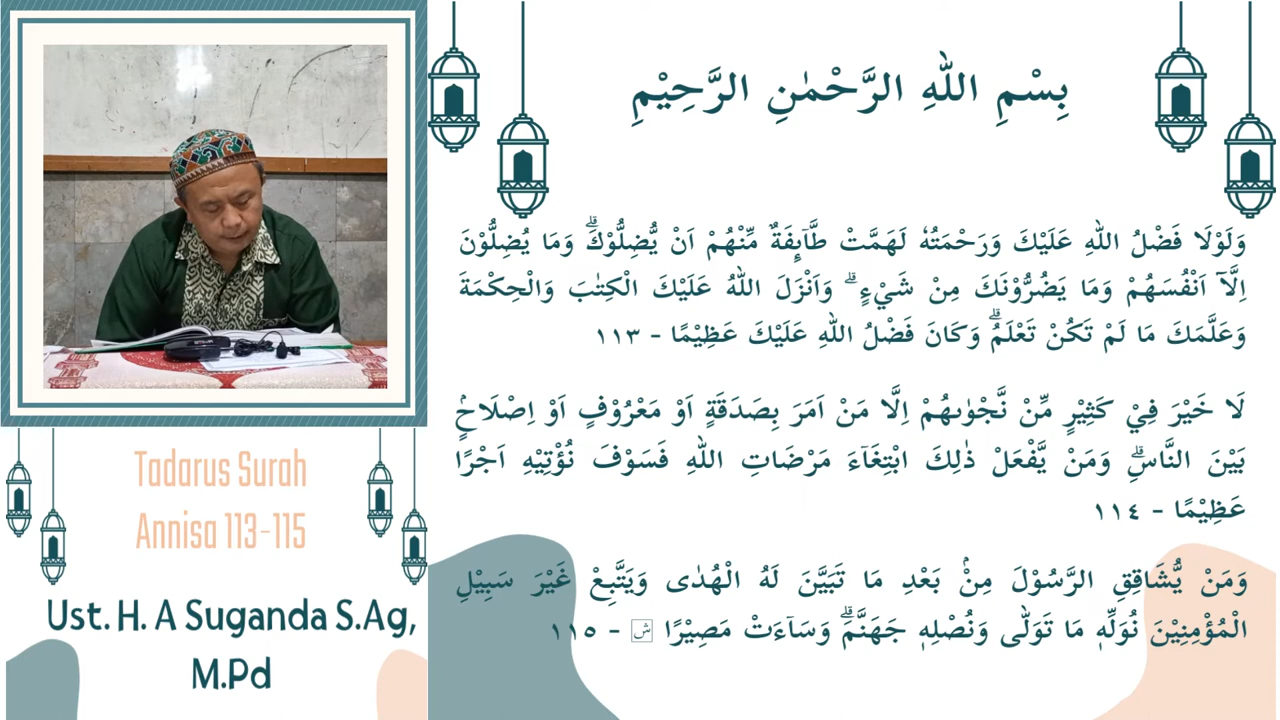 بِسْمِ اللّٰهِ الرَّحْمٰنِ الرَّحِيْمِ
وَلَوْلَا فَضْلُ اللّٰهِ عَلَيْكَ وَرَحْمَتُهٗ لَهَمَّتْ طَّاۤىِٕفَةٌ مِّنْهُمْ اَنْ يُّضِلُّوْكَۗ وَمَا يُضِلُّوْنَ
اِلَّآ اَنْفُسَهُمْ وَمَا يَضُرُّوْنَكَ مِنْ شَيْءٍ ۗ وَاَنْزَلَ اللّٰهُ عَلَيْكَ الْكِتٰبَ وَالْحِكْمَةَ
وَعَلَّمَكَ مَا لَمْ تَكُنْ تَعْلَمُۗ وَكَانَ فَضْلُ اللّٰهِ عَلَيْكَ عَظِيْمًا - ١١٣
لَا خَيْرَ فِيْ كَثِيْرٍ مِّنْ نَّجْوٰىهُمْ اِلَّا مَنْ اَمَرَ بِصَدَقَةٍ اَوْ مَعْرُوْفٍ اَوْ اِصْلَاحٍۢ
بَيْنَ النَّاسِۗ وَمَنْ يَّفْعَلْ ذٰلِكَ ابْتِغَاۤءَ مَرْضَاتِ اللّٰهِ فَسَوْفَ نُؤْتِيْهِ اَجْرًا
عَظِيْمًا - ١١٤
وَمَنْ يُّشَاقِقِ الرَّسُوْلَ مِنْۢ بَعْدِ مَا تَبَيَّنَ لَهُ الْهُدٰى وَيَتَّبِعْ غَيْرَ سَبِيْلِ
الْمُؤْمِنِيْنَ نُوَلِّهٖ مَا تَوَلّٰى وَنُصْلِهٖ جَهَنَّمَۗ وَسَاۤءَتْ مَصِيْرًا ࣖ - ١١٥
Tadarus Surah
Annisa 113-115
Ust. H. A Suganda S.Ag,
M.Pd